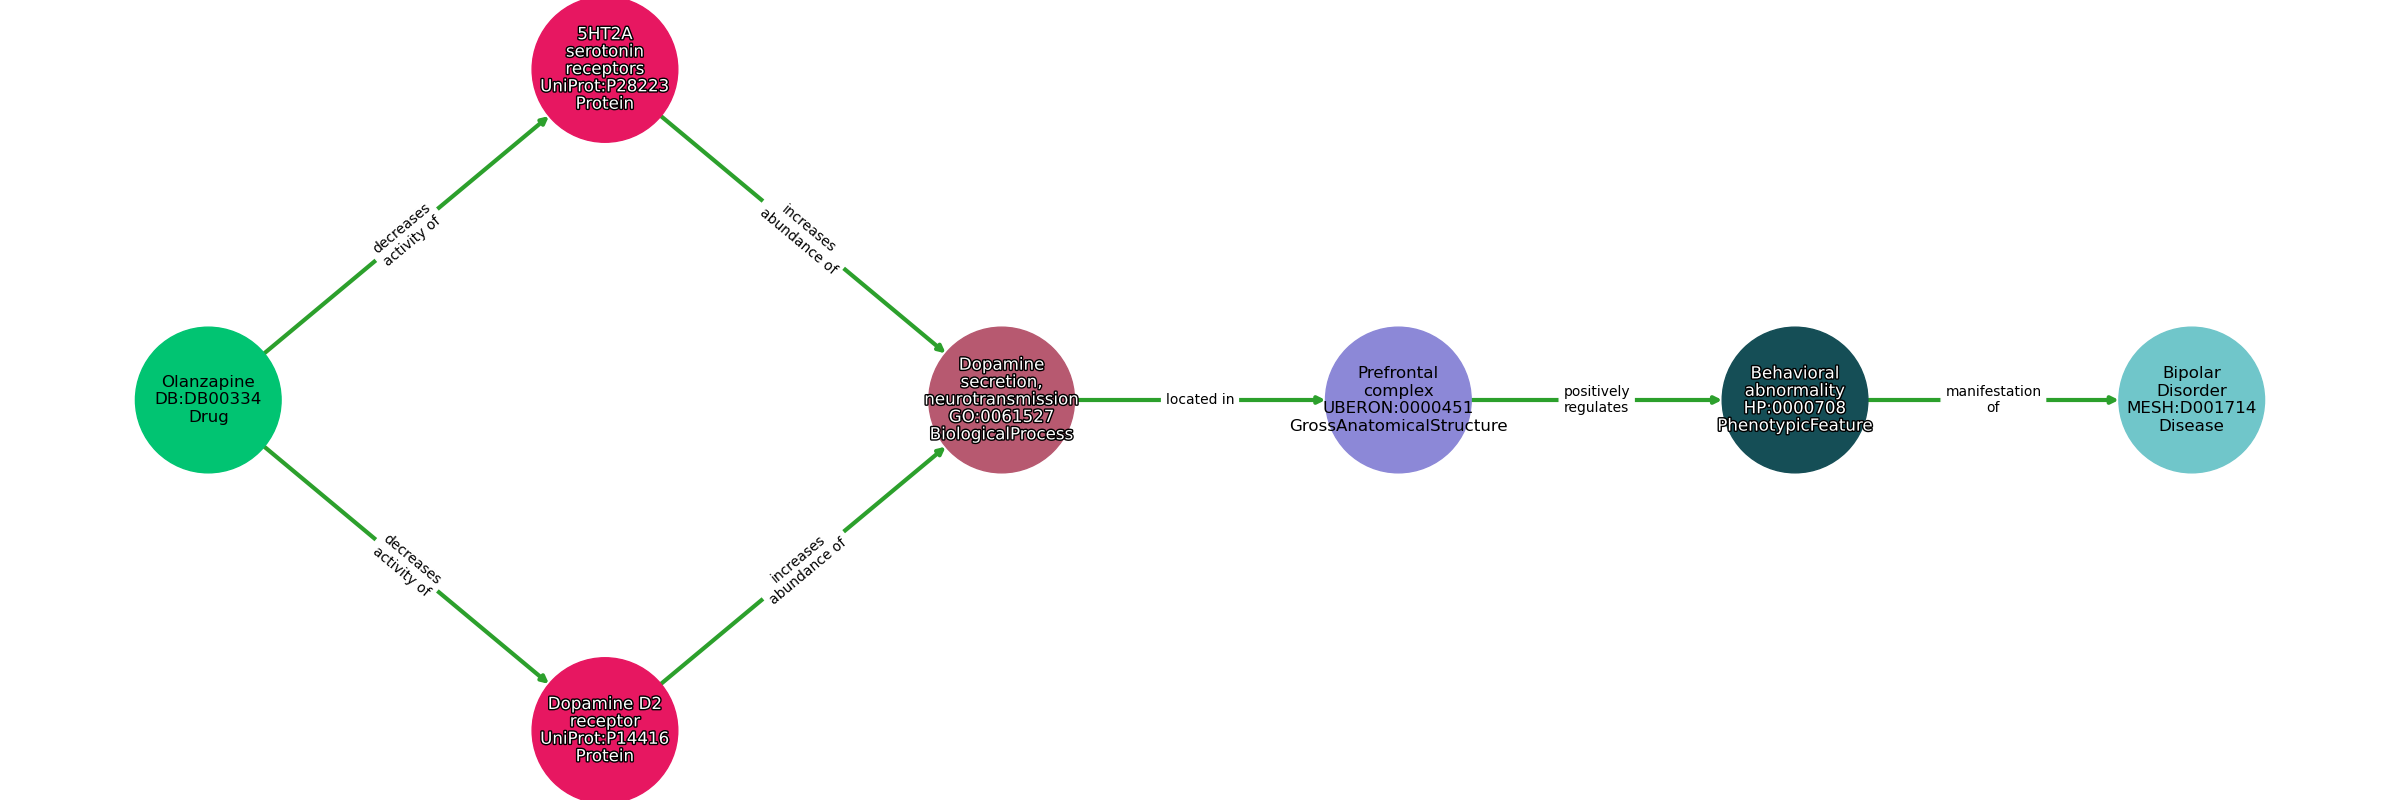 5HT2A
serotonin
receptors
UniProt:P28223
Protein
decreases
activity of
increases
abundance of
Olanzapine
DB:DB00334
Drug
Dopamine
secretion,
neurotransmission
GO:0061527
BiologicalProcess
located in
Prefrontal
complex
UBERON:0000451
GrossAnatomicalStructure
positively
regulates
Behavioral
abnormality
HP:0000708
PhenotypicFeature
manifestation
of
Bipolar
Disorder
MESH:D001714
Disease
decreases
activity of
increases
abundance of
Dopamine D2
receptor
UniProt:P14416
Protein